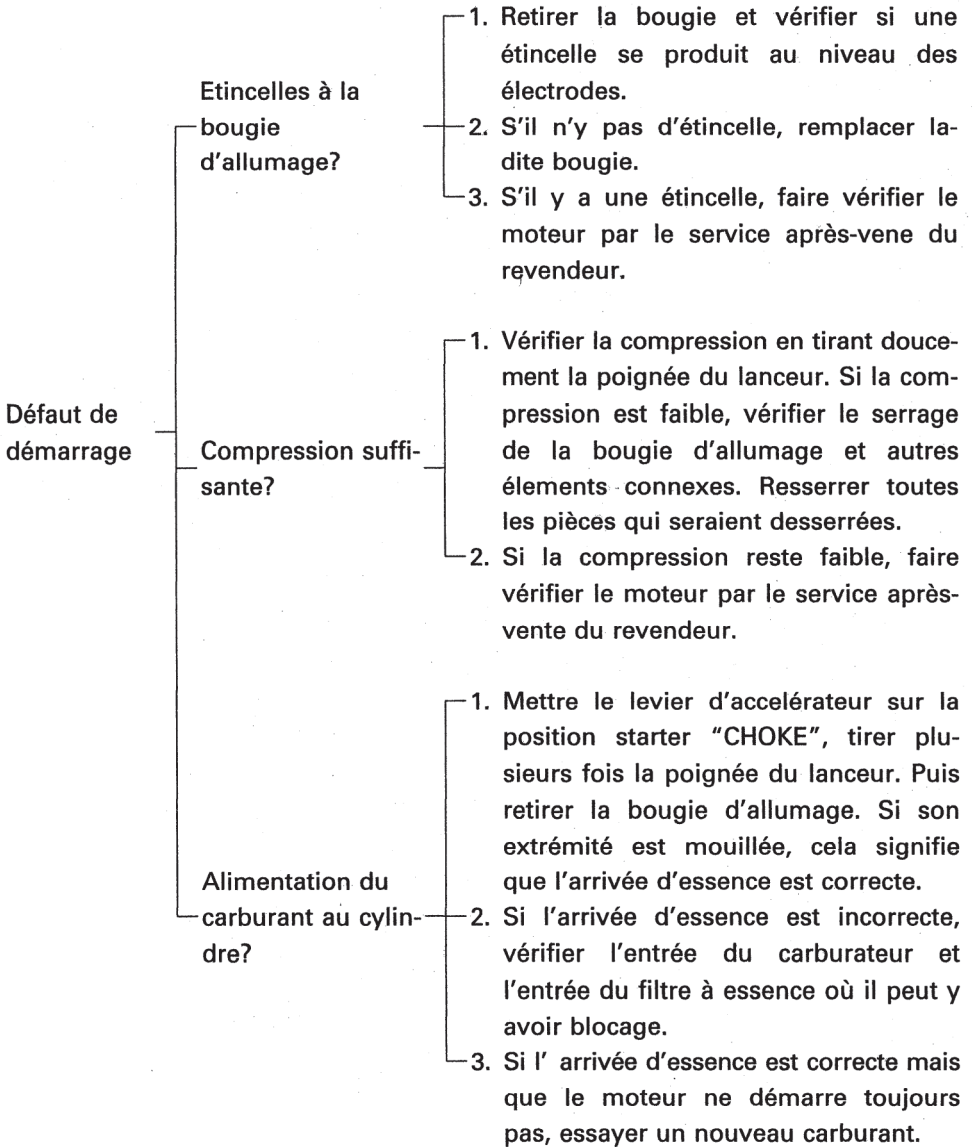 Défaut de
démarrage
Etincelles à la
bougie
d'allumage?
1. Retirer la bougie et vérifier si une
étincelle se produit au niveau des
électrodes.
2. S'il n'y pas d'étincelle, remplacer la-
dite bougie.
3. S'il y a une étincelle, faire vérifier le
moteur par le service après-vene du
revendeur.
Compression suffi-
sante?
1. Vérifier la compression en tirant douce-
ment la poignée du lanceur. Si la com-
pression est faible, vérifier le serrage
de la bougie d'allumage et autres
élements connexes. Resserrer toutes
les pièces qui seraient desserrées.
2. Si la compression reste faible, faire
vérifier le moteur par le service après-
vente du revendeur.
Alimentation du
carburant au cylin-
dre?
1. Mettre le levier d'accelérateur sur la
position starter "CHOKE", tirer plu-
sieurs fois la poignée du lanceur. Puis
retirer la bougie d'allumage. Si son
extrémité est mouillée, cela signifie
que l'arrivée d'essence est correcte.
2. Si l'arrivée d'essence est incorrecte,
vérifier l'entrée du carburateur et
l'entrée du filtre à essence où il peut y
avoir blocage.
3. Si l' arrivée d'essence est correcte mais
que le moteur ne démarre toujours
pas, essayer un nouveau carburant.